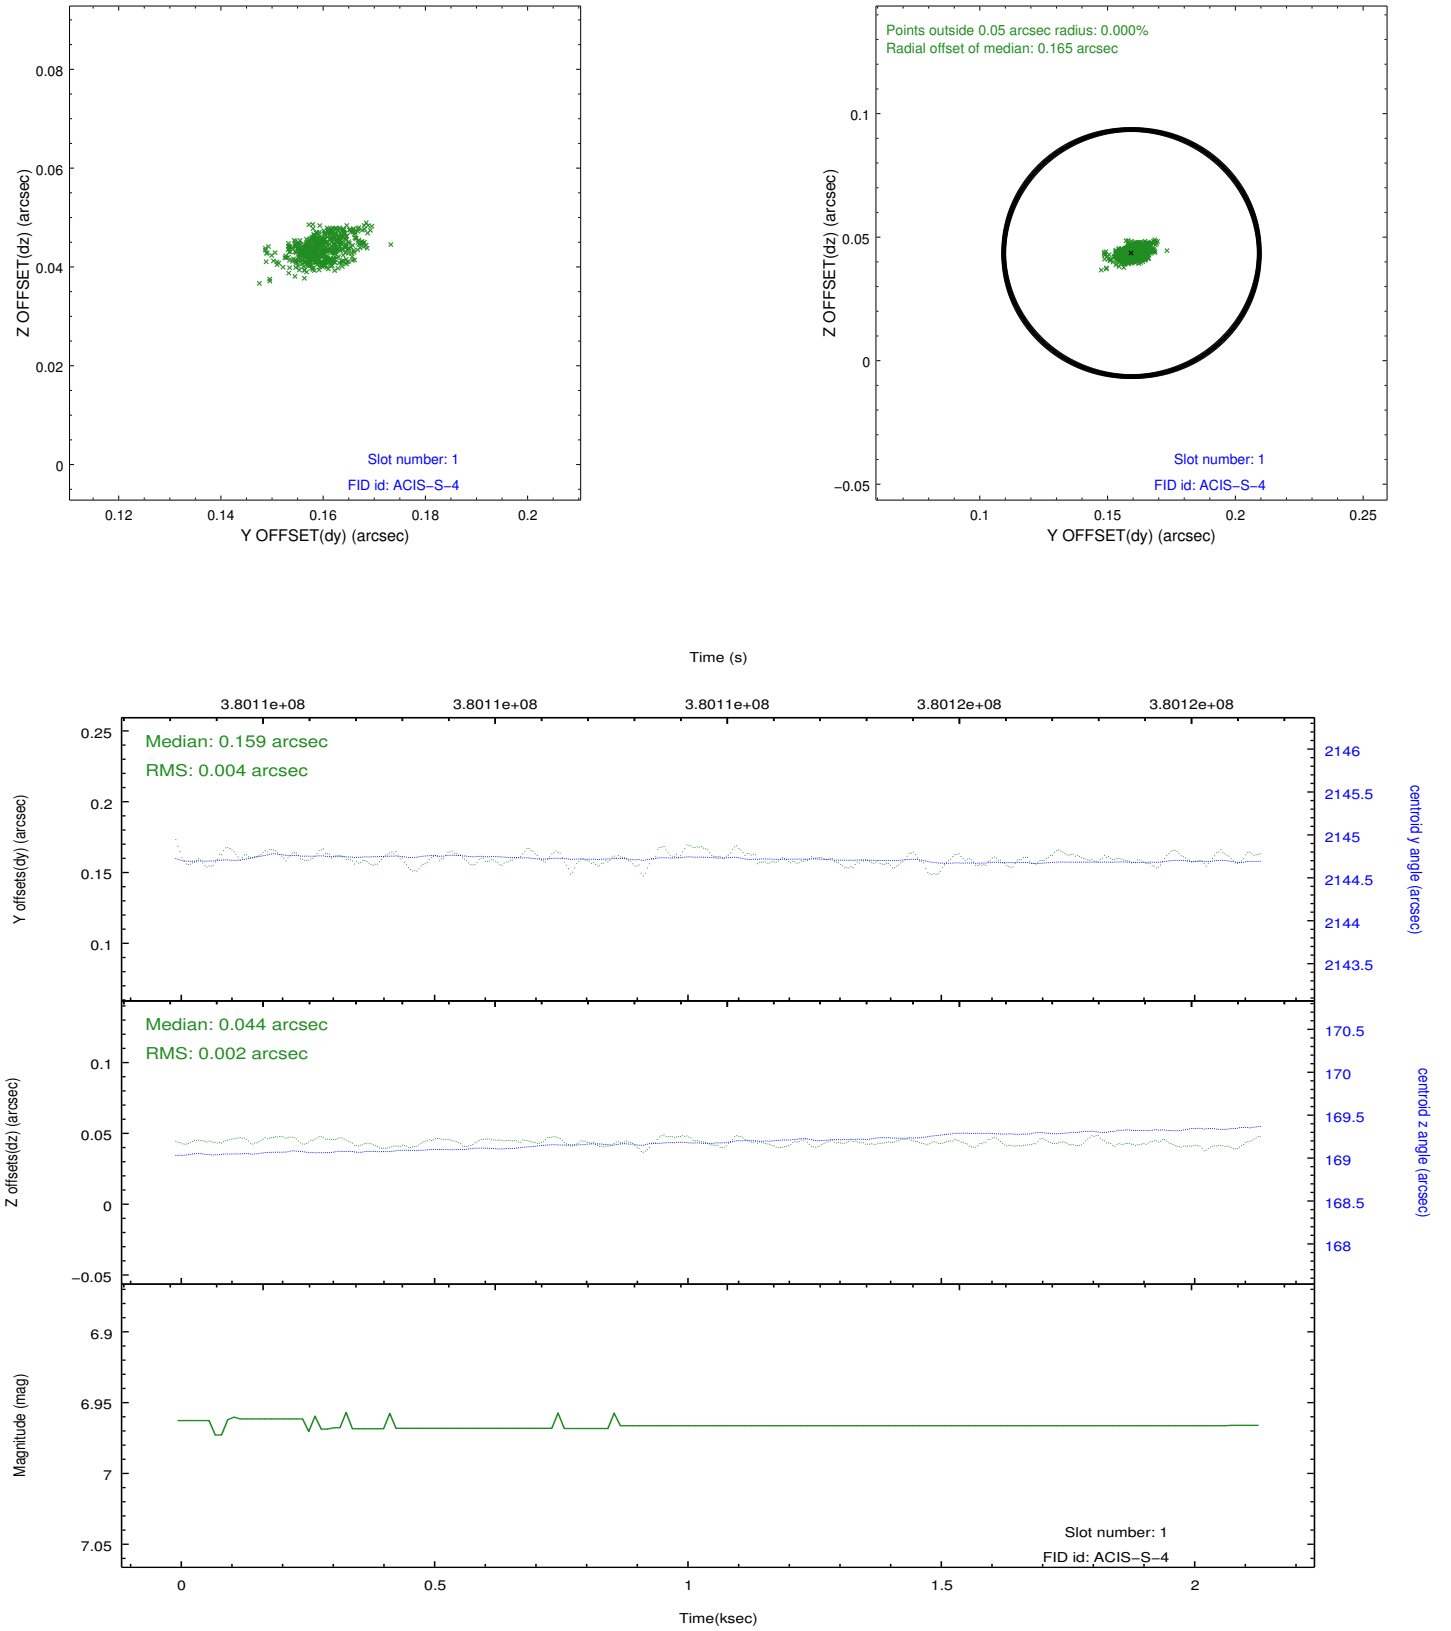 0.08
0.06
0.04
0.02
0
Z OFFSET(dz) (arcsec)
Slot number: 1
FID id: ACIS−S−4
0.12 0.14 0.16 0.18 0.2
Y OFFSET(dy) (arcsec)
Points outside 0.05 arcsec radius: 0.000%
Radial offset of median: 0.165 arcsec
0.1
0.05
0
−0.05
Z OFFSET(dz) (arcsec)
Slot number: 1
FID id: ACIS−S−4
0.1 0.15 0.2 0.25
Y OFFSET(dy) (arcsec)
Time (s)
3.8011e+08 3.8011e+08 3.8011e+08 3.8012e+08 3.8012e+08
Median: 0.159 arcsec
RMS: 0.004 arcsec
0.25
0.2
0.15
0.1
Y offsets(dy) (arcsec)
2146
2145.5
2145
2144.5
2144
2143.5
centroid y angle (arcsec)
Median: 0.044 arcsec
RMS: 0.002 arcsec
0.1
0.05
0
−0.05
Z offsets(dz) (arcsec)
170.5
170
169.5
169
168.5
168
centroid z angle (arcsec)
6.9
6.95
7
7.05
Magnitude (mag)
Slot number: 1
FID id: ACIS−S−4
0 0.5 1 1.5 2
Time(ksec)